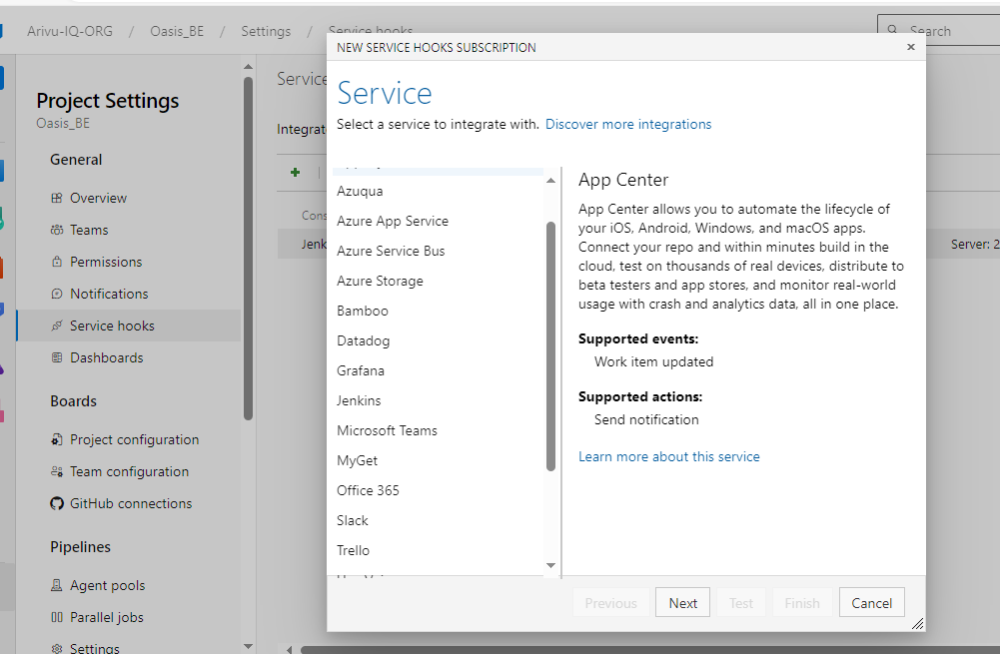 Arivu-IQ-ORG / Oasis_BE / Settings / Service hooks
Search
NEW SERVICE HOOKS SUBSCRIPTION
Project Settings
Oasis_BE
General
Overview
Teams
Permissions
Notifications
Service hooks
Dashboards
Boards
Project configuration
Team configuration
GitHub connections
Pipelines
Agent pools
Parallel jobs
Settings
Service
Integrat
Cons
Jenk
Server: 2
Service
Select a service to integrate with. Discover more integrations
Azuqua
Azure App Service
Azure Service Bus
Azure Storage
Bamboo
Datadog
Grafana
Jenkins
Microsoft Teams
MyGet
Office 365
Slack
Trello
App Center
App Center allows you to automate the lifecycle of
your iOS, Android, Windows, and macOS apps.
Connect your repo and within minutes build in the
cloud, test on thousands of real devices, distribute to
beta testers and app stores, and monitor real-world
usage with crash and analytics data, all in one place.
Supported events:
Work item updated
Supported actions:
Send notification
Learn more about this service
Previous
Next
Test
Finish
Cancel